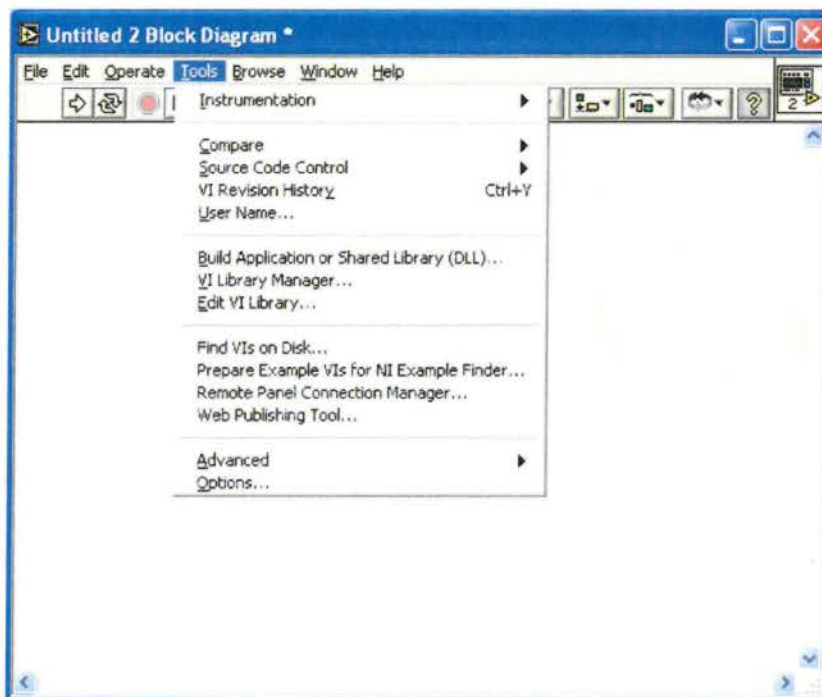 Untitled 2 Block Diagram *
File Edit Operate Tools Browse Window Help
2
Instrumentation
Compare
Source Code Control
VI Revision History Ctrl+Y
User Name...
Build Application or Shared Library (DLL)...
VI Library Manager...
Edit VI Library...
Find VIs on Disk...
Prepare Example VIs for NI Example Finder...
Remote Panel Connection Manager...
Web Publishing Tool...
Advanced
Options...